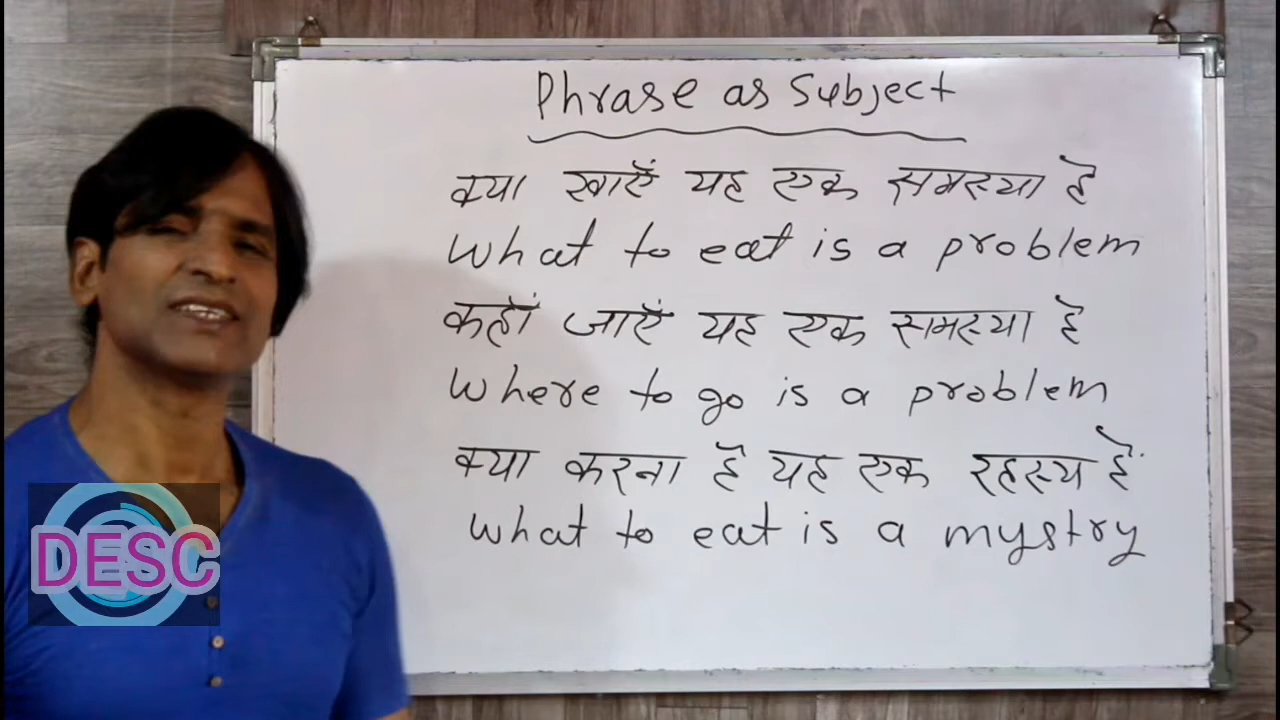 Phrase as Subject
क्या खाएँ यह एक समस्या है
What to eat is a problem
कहाँ जाएँ यह एक समस्या है
Where to go is a problem
क्या करना है यह एक रहस्य हैं
What to eat is a mystry
DESC